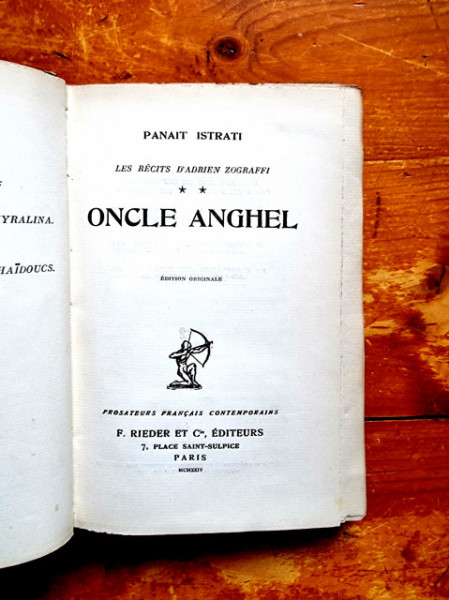 F
YRALINA.
HAÏDOUCS.
PANAIT ISTRATI
LES RÉCITS D'ADRIEN ZOGRAFFI
★ ★
ONCLE ANGHEL
ÉDITION ORIGINALE
PROSATEURS FRANÇAIS CONTEMPORAINS
F. RIEDER ET Cie, ÉDITEURS
7, PLACE SAINT-SULPICE
PARIS
MCMXXIV